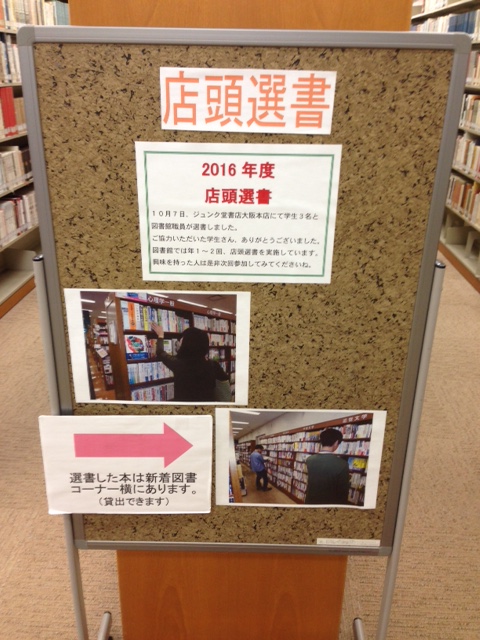 店頭選書
2016 年度
店頭選書
10月7日、ジュンク堂書店大阪本店にて学生3名と
図書館職員が選書しました。
ご協力いただいた学生さん、ありがとうございました。
図書館では年1～2回、店頭選書を実施しています。
興味を持った人は是非次回参加してみてくださいね。
心理学一般
選書した本は新着図書
コーナー横にあります。
（貸出できます）